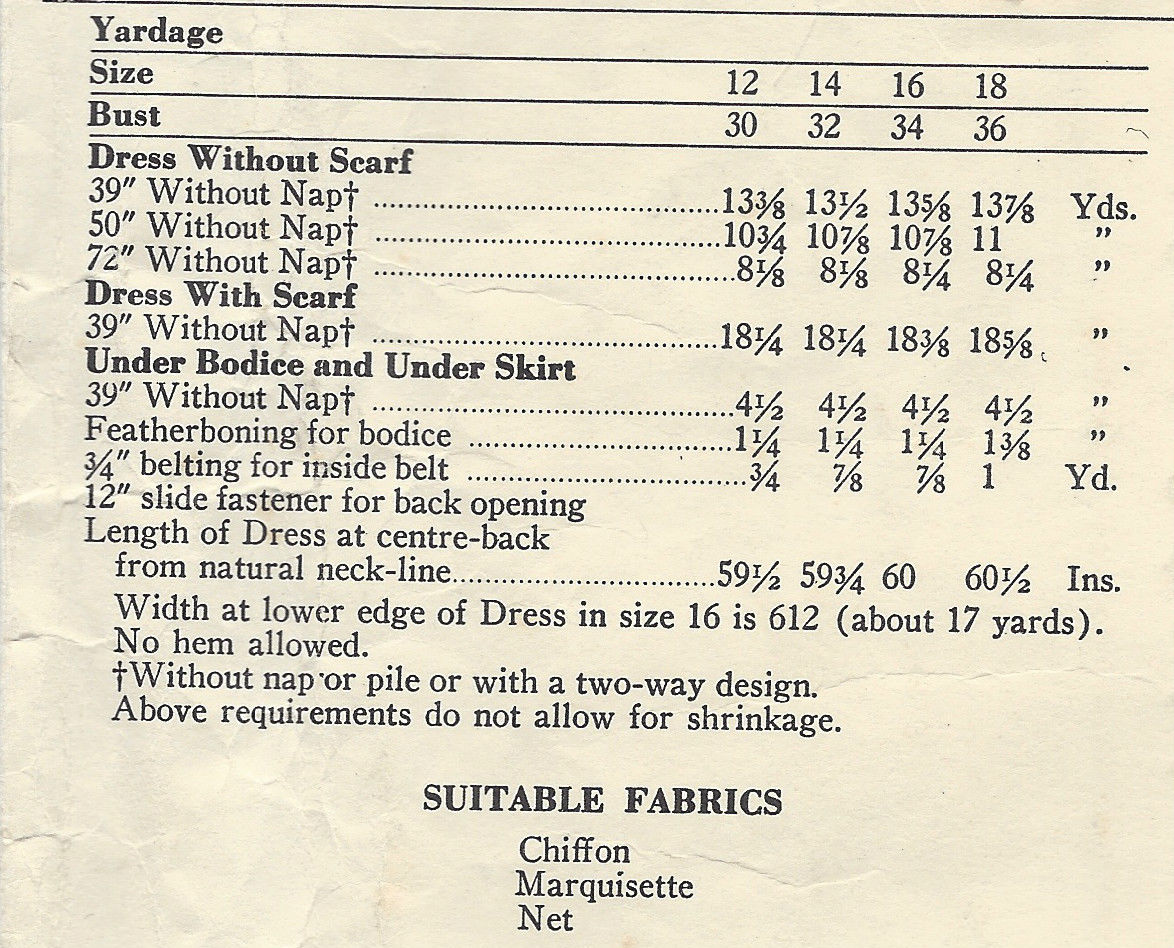 Yardage
Size 12 14 16 18
Bust 30 32 34 36
Dress Without Scarf
39″ Without Nap† ........................................ 13⅜ 13½ 13⅝ 13⅞ Yds.
50″ Without Nap† ........................................ 10¾ 10⅞ 10⅞ 11 ”
72″ Without Nap† ........................................ 8⅛ 8⅛ 8¼ 8¼ ”
Dress With Scarf
39″ Without Nap† ........................................ 18¼ 18¼ 18⅜ 18⅝ ”
Under Bodice and Under Skirt
39″ Without Nap† ........................................ 4½ 4½ 4½ 4½ ”
Featherboning for bodice ............................... 1¼ 1¼ 1¼ 1⅜ ”
¾″ belting for inside belt ................................ ¾ ⅞ ⅞ 1 Yd.
12″ slide fastener for back opening
Length of Dress at centre-back
from natural neck-line............................... 59½ 59¾ 60 60½ Ins.
Width at lower edge of Dress in size 16 is 612 (about 17 yards).
No hem allowed.
†Without nap or pile or with a two-way design.
Above requirements do not allow for shrinkage.
SUITABLE FABRICS
Chiffon
Marquisette
Net